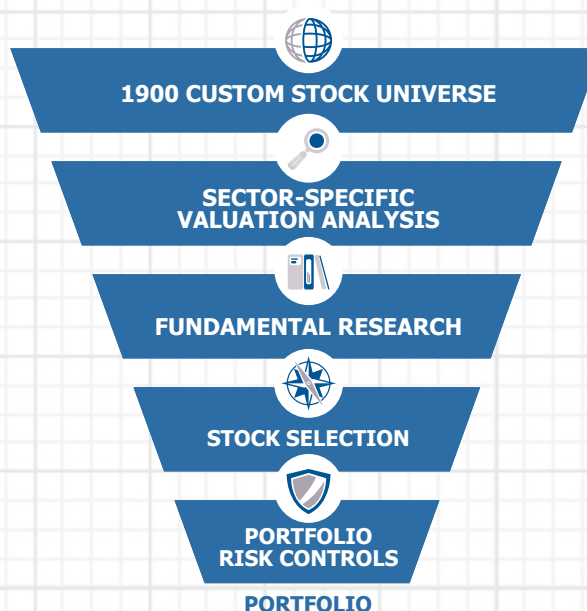 1900 CUSTOM STOCK UNIVERSE
SECTOR-SPECIFIC
VALUATION ANALYSIS
FUNDAMENTAL RESEARCH
STOCK SELECTION
PORTFOLIO
RISK CONTROLS
PORTFOLIO